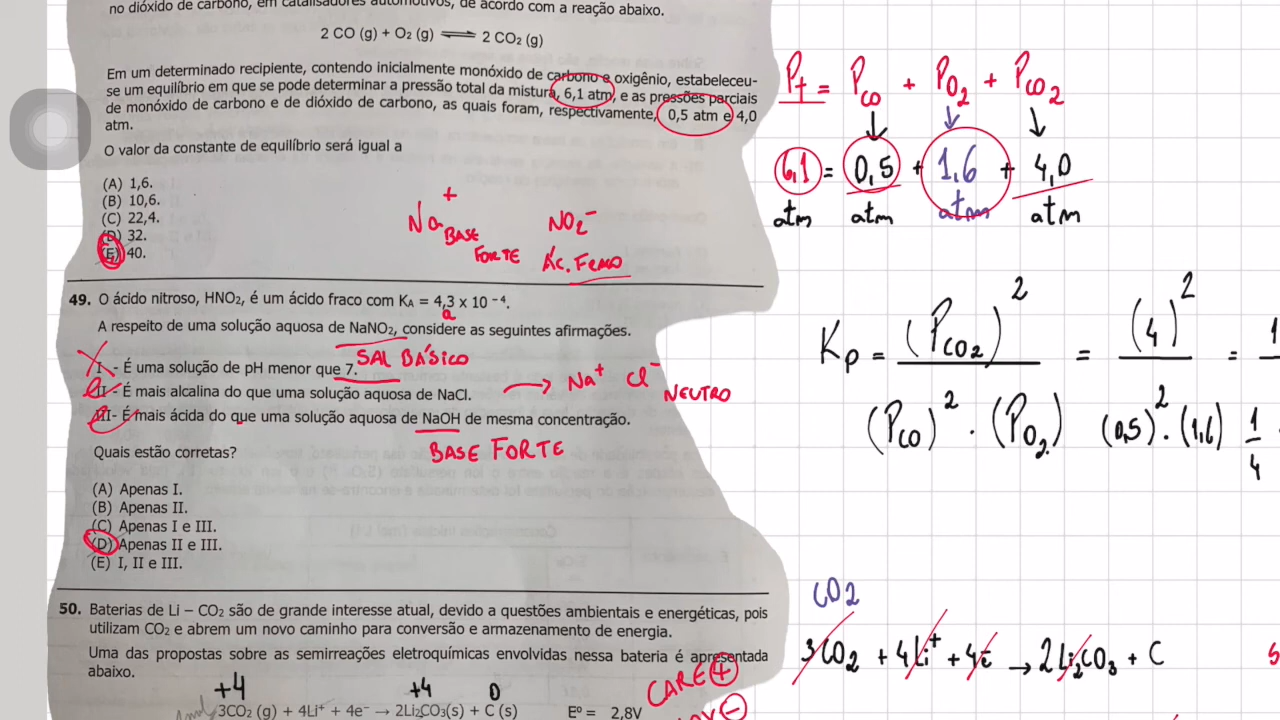 no dióxido de carbono, em catalisadores automotivos, de acordo com a reação abaixo.
2 CO (g) + O₂ (g) ⇌ 2 CO₂ (g)
Em um determinado recipiente, contendo inicialmente monóxido de carbono e oxigênio, estabeleceu-
se um equilíbrio em que se pode determinar a pressão total da mistura, 6,1 atm, e as pressões parciais
de monóxido de carbono e de dióxido de carbono, as quais foram, respectivamente, 0,5 atm e 4,0
atm.
O valor da constante de equilíbrio será igual a
(A) 1,6.
(B) 10,6.
(C) 22,4.
(D) 32.
(E) 40.
Na⁺ NO₂⁻
BASE
FORTE ÁC. FRACO
49. O ácido nitroso, HNO₂, é um ácido fraco com KA = 4,3 x 10 ⁻⁴.
a
A respeito de uma solução aquosa de NaNO₂, considere as seguintes afirmações.
SAL BÁSICO
I - É uma solução de pH menor que 7.
II - É mais alcalina do que uma solução aquosa de NaCl. → Na⁺ Cl⁻
NEUTRO
III- É mais ácida do que uma solução aquosa de NaOH de mesma concentração.
BASE FORTE
Quais estão corretas?
(A) Apenas I.
(B) Apenas II.
(C) Apenas I e III.
(D) Apenas II e III.
(E) I, II e III.
50. Baterias de Li – CO₂ são de grande interesse atual, devido a questões ambientais e energéticas, pois
utilizam CO₂ e abrem um novo caminho para conversão e armazenamento de energia.
Uma das propostas sobre as semirreações eletroquímicas envolvidas nessa bateria é apresentada
abaixo.
CARE +
+4 +4 0
3CO₂ (g) + 4Li⁺ + 4e⁻ → 2Li₂CO₃(s) + C (s) E⁰ = 2,8V
Pt = PCO + PO₂ + PCO₂
6,1 = 0,5 + 1,6 + 4,0
atm atm atm atm
Kp = (PCO₂)² = (4)² = 1
(PCO)² · (PO₂) (0,5)² · (1,6) 1
4
CO₂
3CO₂ + 4Li⁺ + 4e⁻ → 2Li₂CO₃ + C